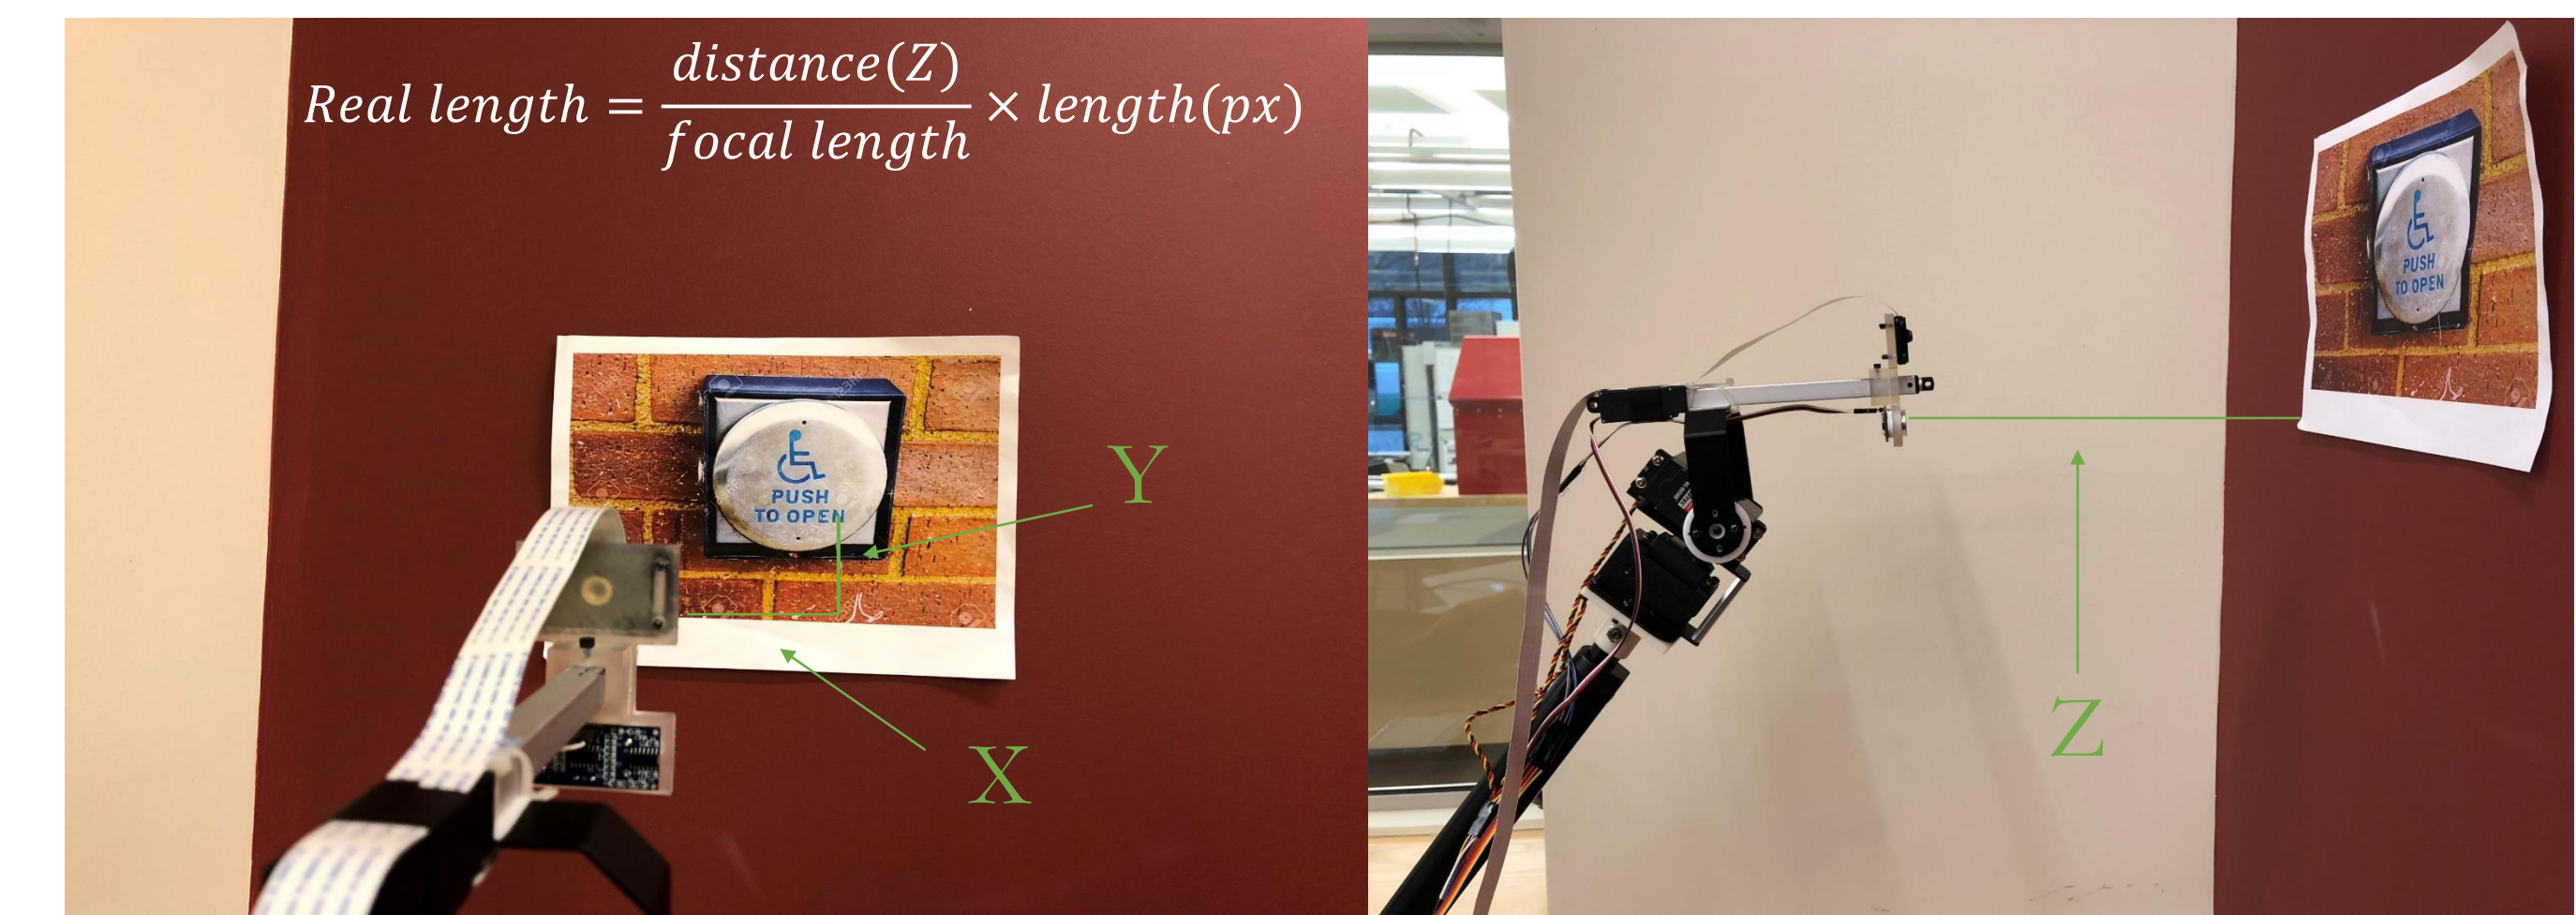 Real length = distance(Z) / focal length × length(px)
PUSH
TO OPEN
Y
X
PUSH
TO OPEN
Z